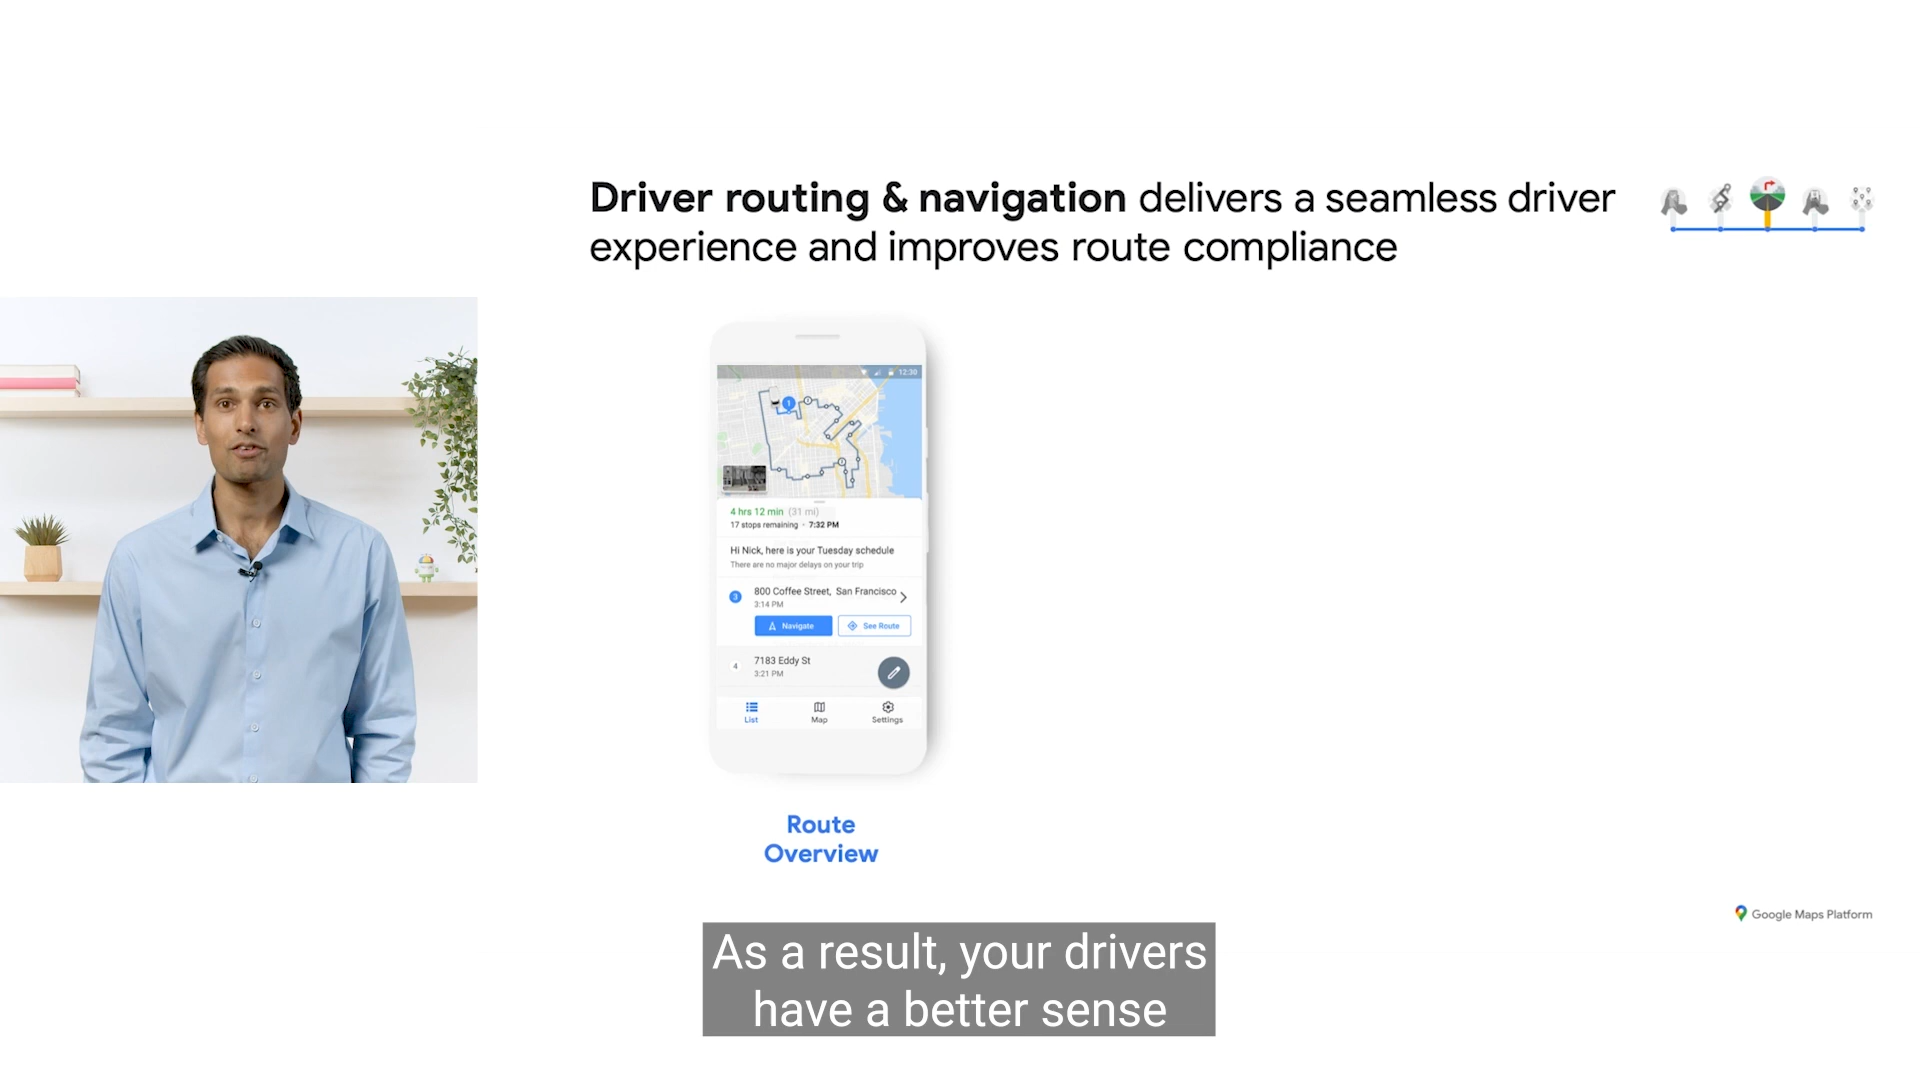 Driver routing & navigation delivers a seamless driver
experience and improves route compliance
12:30
1
4 hrs 12 min (31 mi)
17 stops remaining • 7:32 PM
Hi Nick, here is your Tuesday schedule
There are no major delays on your trip
3
800 Coffee Street, San Francisco
3:14 PM
Navigate
See Route
4
7183 Eddy St
3:21 PM
List
Map
Settings
Route
Overview
Google Maps Platform
As a result, your drivers
have a better sense